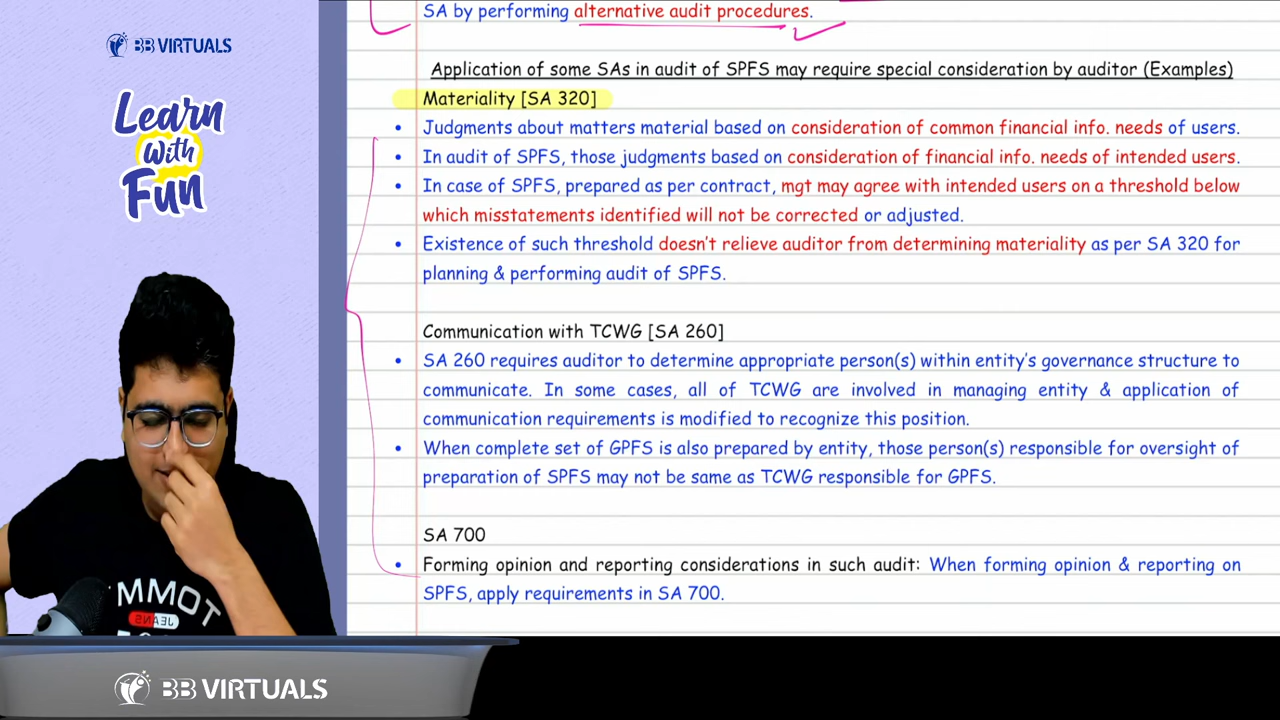 SA by performing alternative audit procedures.
BB VIRTUALS
Learn
With
Fun
Application of some SAs in audit of SPFS may require special consideration by auditor (Examples)
Materiality [SA 320]
• Judgments about matters material based on consideration of common financial info. needs of users.
• In audit of SPFS, those judgments based on consideration of financial info. needs of intended users.
• In case of SPFS, prepared as per contract, mgt may agree with intended users on a threshold below
which misstatements identified will not be corrected or adjusted.
• Existence of such threshold doesn't relieve auditor from determining materiality as per SA 320 for
planning & performing audit of SPFS.
Communication with TCWG [SA 260]
• SA 260 requires auditor to determine appropriate person(s) within entity's governance structure to
communicate. In some cases, all of TCWG are involved in managing entity & application of
communication requirements is modified to recognize this position.
• When complete set of GPFS is also prepared by entity, those person(s) responsible for oversight of
preparation of SPFS may not be same as TCWG responsible for GPFS.
SA 700
• Forming opinion and reporting considerations in such audit: When forming opinion & reporting on
SPFS, apply requirements in SA 700.
TOMM
JEANS
BB VIRTUALS